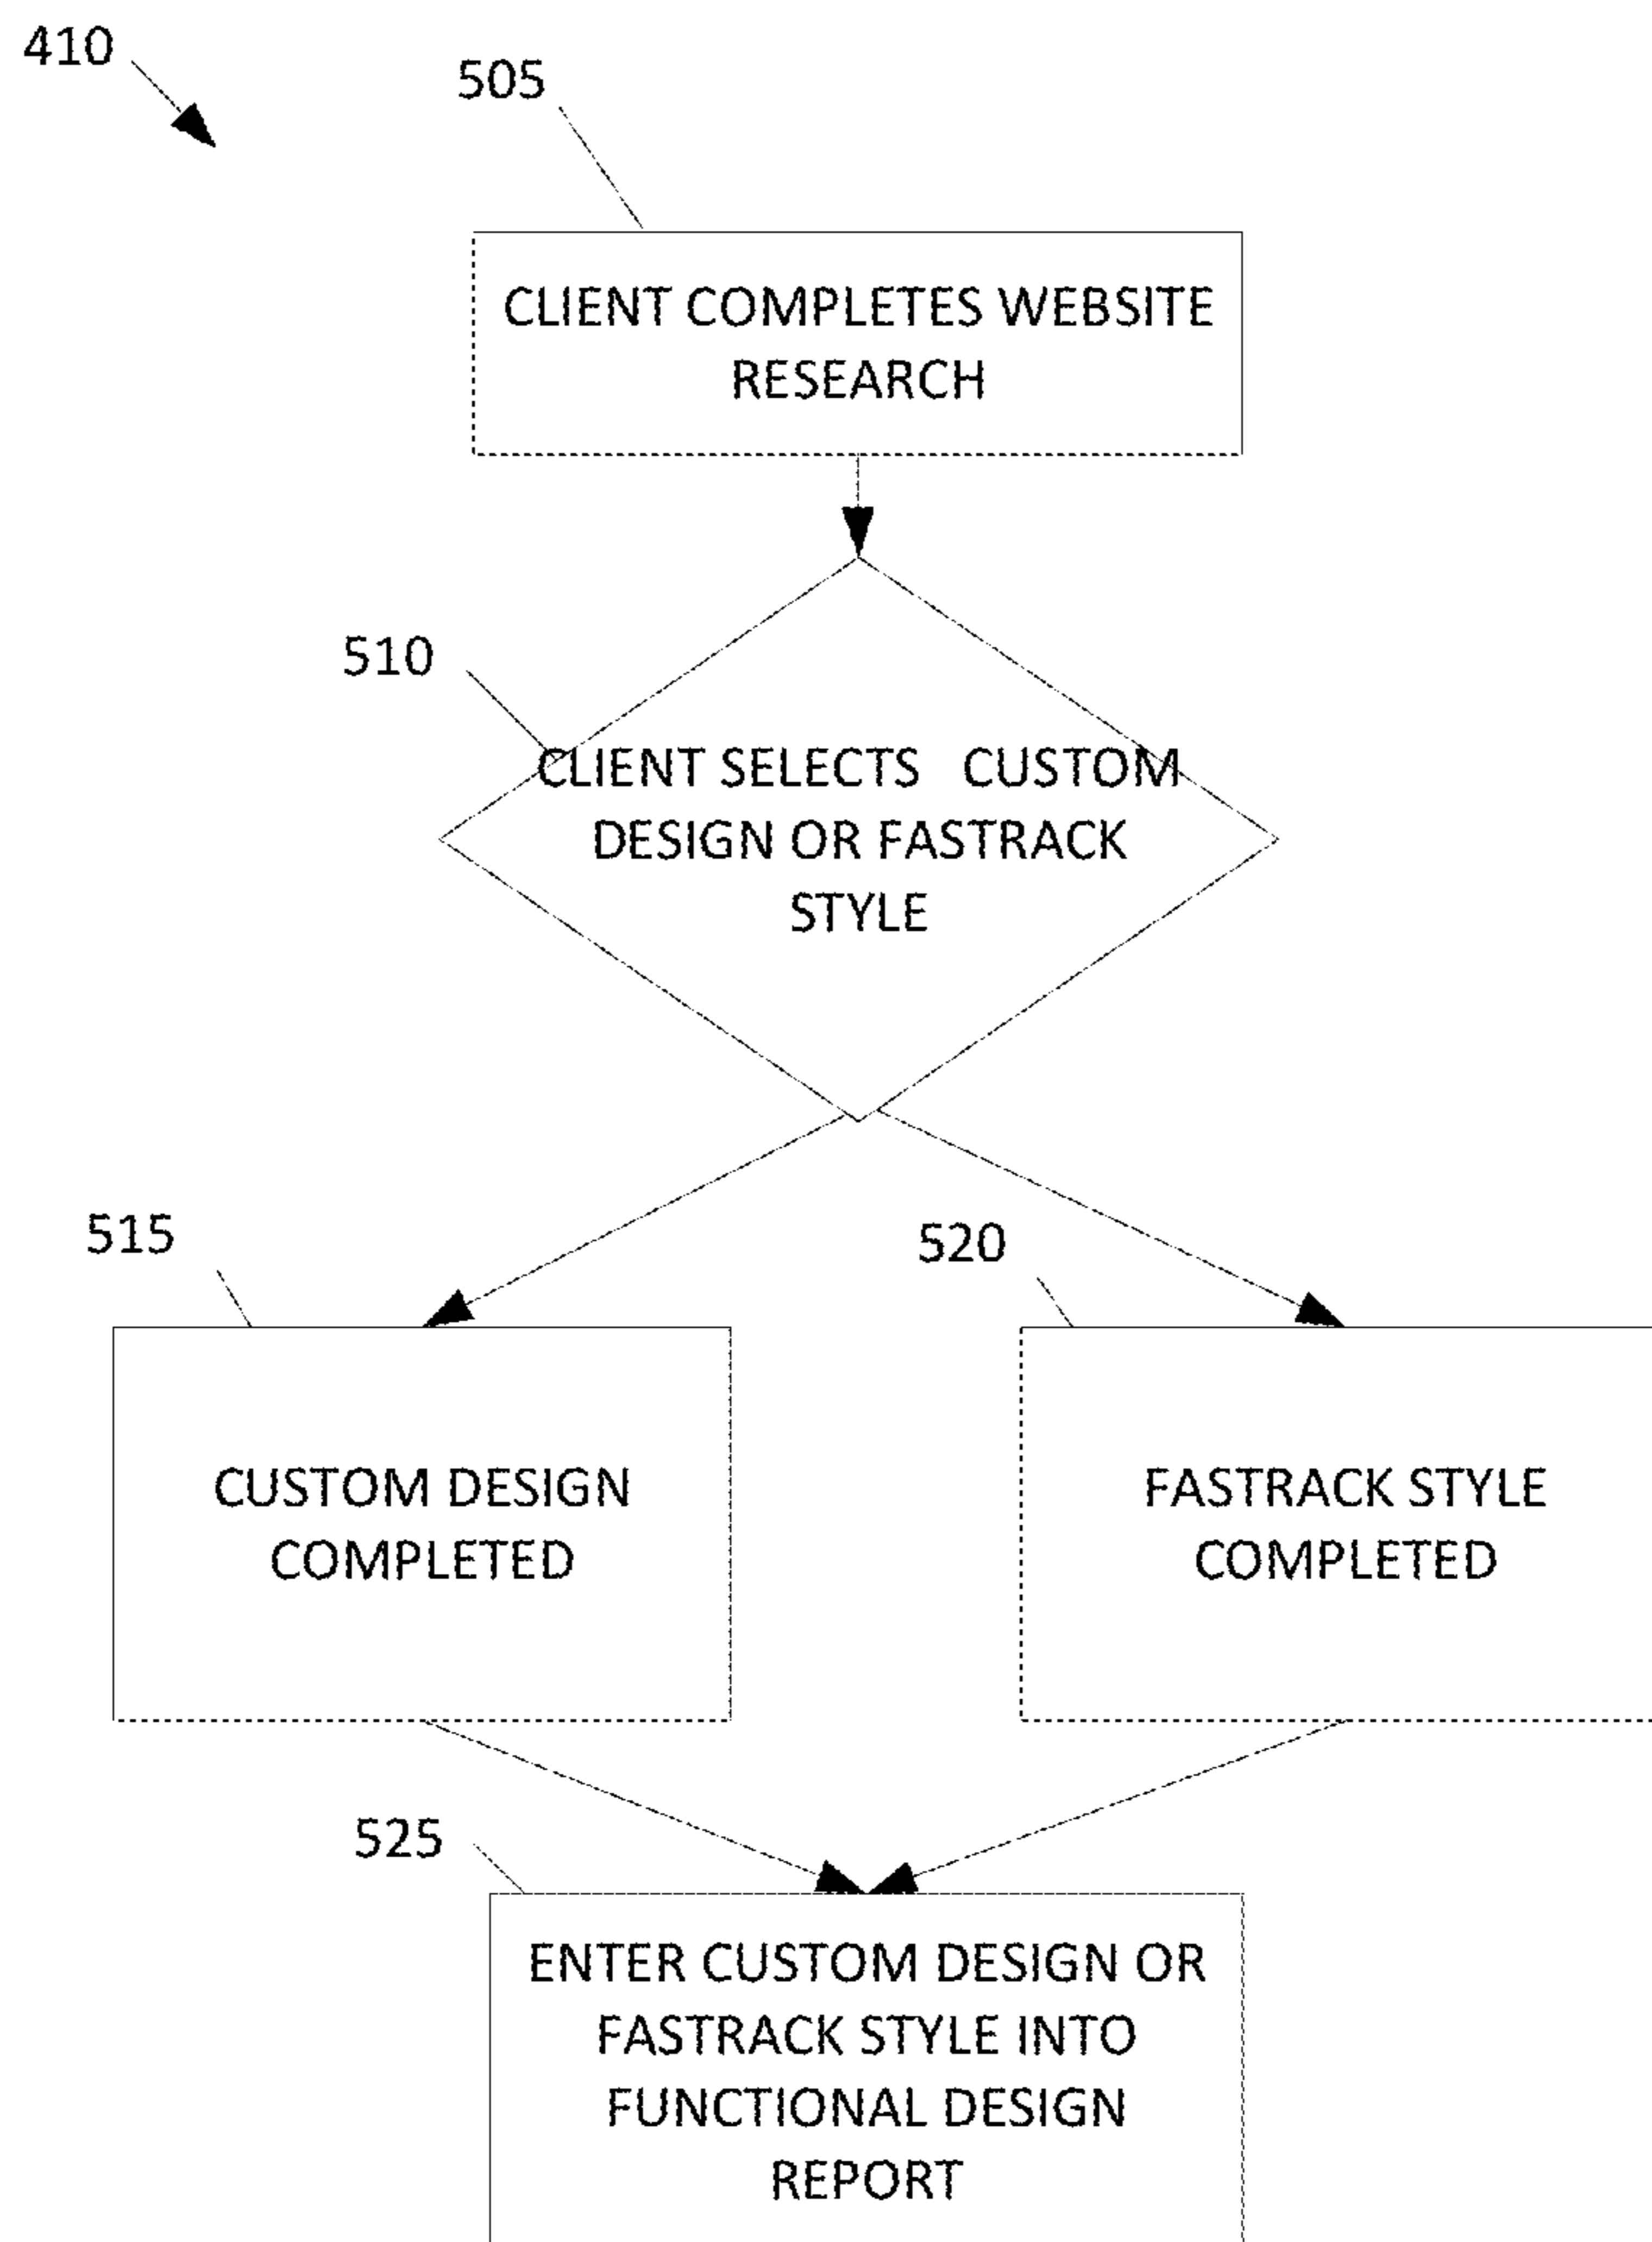 410
505
CLIENT COMPLETES WEBSITE
RESEARCH
510
CLIENT SELECTS CUSTOM
DESIGN OR FASTRACK
STYLE
515
520
CUSTOM DESIGN
COMPLETED
FASTRACK STYLE
COMPLETED
525
ENTER CUSTOM DESIGN OR
FASTRACK STYLE INTO
FUNCTIONAL DESIGN
REPORT